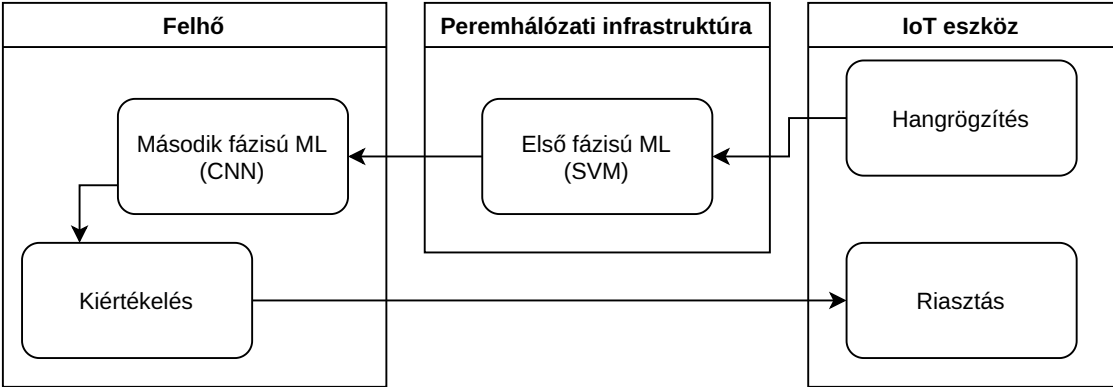 Felhő
Peremhálózati infrastruktúra
IoT eszköz
Második fázisú ML
(CNN)
Első fázisú ML
(SVM)
Hangrögzítés
Kiértékelés
Riasztás